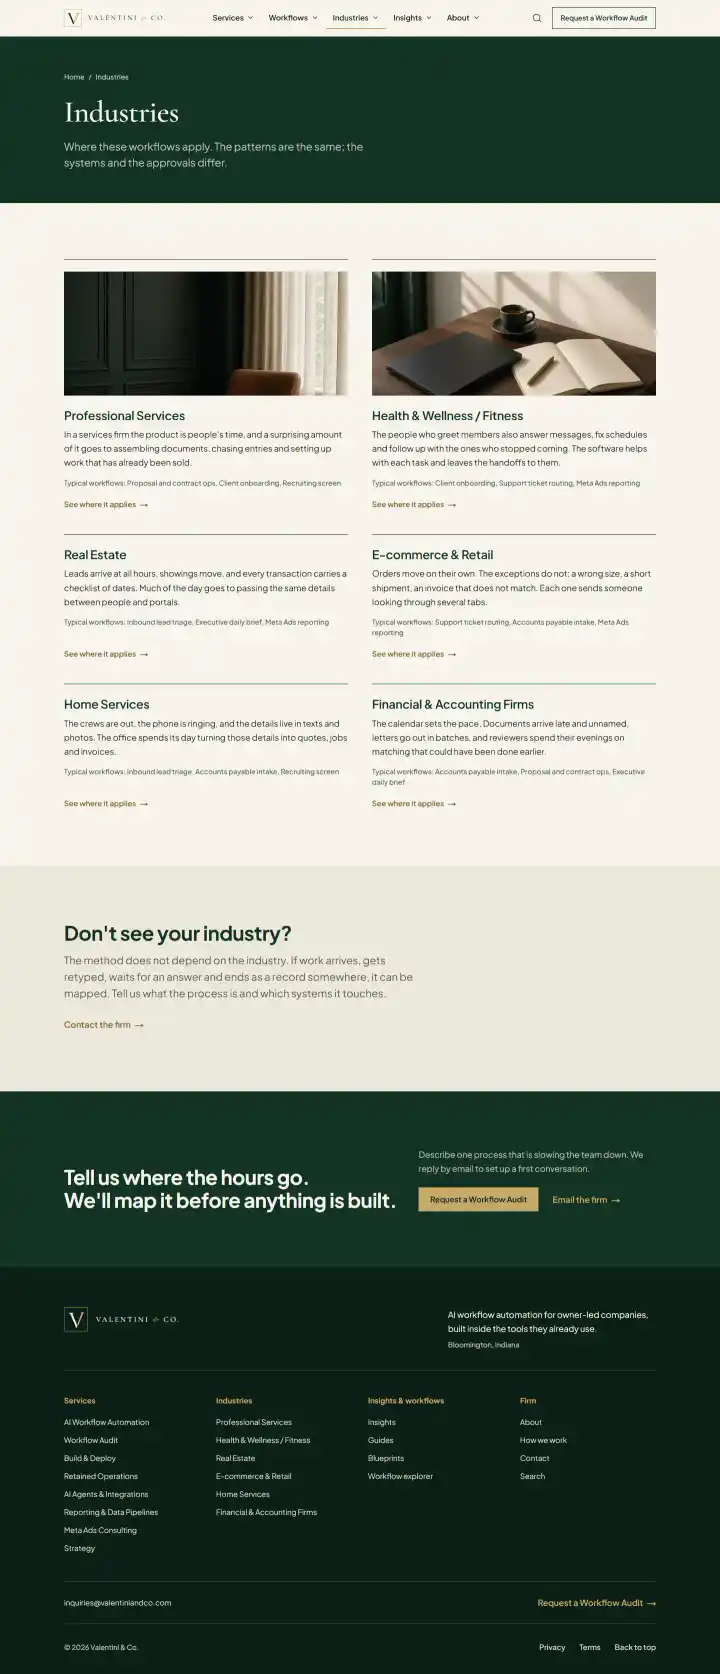 V VALENTINI & CO.
Services Workflows Industries Insights About Request a Workflow Audit
Home / Industries
Industries
Where these workflows apply. The patterns are the same; the
systems and the approvals differ.
Professional Services
In a services firm the product is people's time, and a surprising amount
of it goes to assembling documents, chasing entries and setting up
work that has already been sold.
Typical workflows: Proposal and contract ops, Client onboarding, Recruiting screen
See where it applies →
Health & Wellness / Fitness
The people who greet members also answer messages, fix schedules
and follow up with the ones who stopped coming. The software helps
with each task and leaves the handoffs to them.
Typical workflows: Client onboarding, Support ticket routing, Meta Ads reporting
See where it applies →
Real Estate
Leads arrive at all hours, showings move, and every transaction carries a
checklist of dates. Much of the day goes to passing the same details
between people and portals.
Typical workflows: Inbound lead triage, Executive daily brief, Meta Ads reporting
See where it applies →
E-commerce & Retail
Orders move on their own. The exceptions do not: a wrong size, a short
shipment, an invoice that does not match. Each one sends someone
looking through several tabs.
Typical workflows: Support ticket routing, Accounts payable intake, Meta Ads
reporting
See where it applies →
Home Services
The crews are out, the phone is ringing, and the details live in texts and
photos. The office spends its day turning those details into quotes, jobs
and invoices.
Typical workflows: Inbound lead triage, Accounts payable intake, Recruiting screen
See where it applies →
Financial & Accounting Firms
The calendar sets the pace. Documents arrive late and unnamed,
letters go out in batches, and reviewers spend their evenings on
matching that could have been done earlier.
Typical workflows: Accounts payable intake, Proposal and contract ops, Executive
daily brief
See where it applies →
Don't see your industry?
The method does not depend on the industry. If work arrives, gets
retyped, waits for an answer and ends as a record somewhere, it can be
mapped. Tell us what the process is and which systems it touches.
Contact the firm →
Tell us where the hours go.
We'll map it before anything is built.
Describe one process that is slowing the team down. We
reply by email to set up a first conversation.
Request a Workflow Audit Email the firm →
V VALENTINI & CO.
AI workflow automation for owner-led companies,
built inside the tools they already use.
Bloomington, Indiana
Services
AI Workflow Automation
Workflow Audit
Build & Deploy
Retained Operations
AI Agents & Integrations
Reporting & Data Pipelines
Meta Ads Consulting
Strategy
Industries
Professional Services
Health & Wellness / Fitness
Real Estate
E-commerce & Retail
Home Services
Financial & Accounting Firms
Insights & workflows
Insights
Guides
Blueprints
Workflow explorer
Firm
About
How we work
Contact
Search
inquiries@valentiniandco.com
Request a Workflow Audit →
© 2026 Valentini & Co.
Privacy Terms Back to top